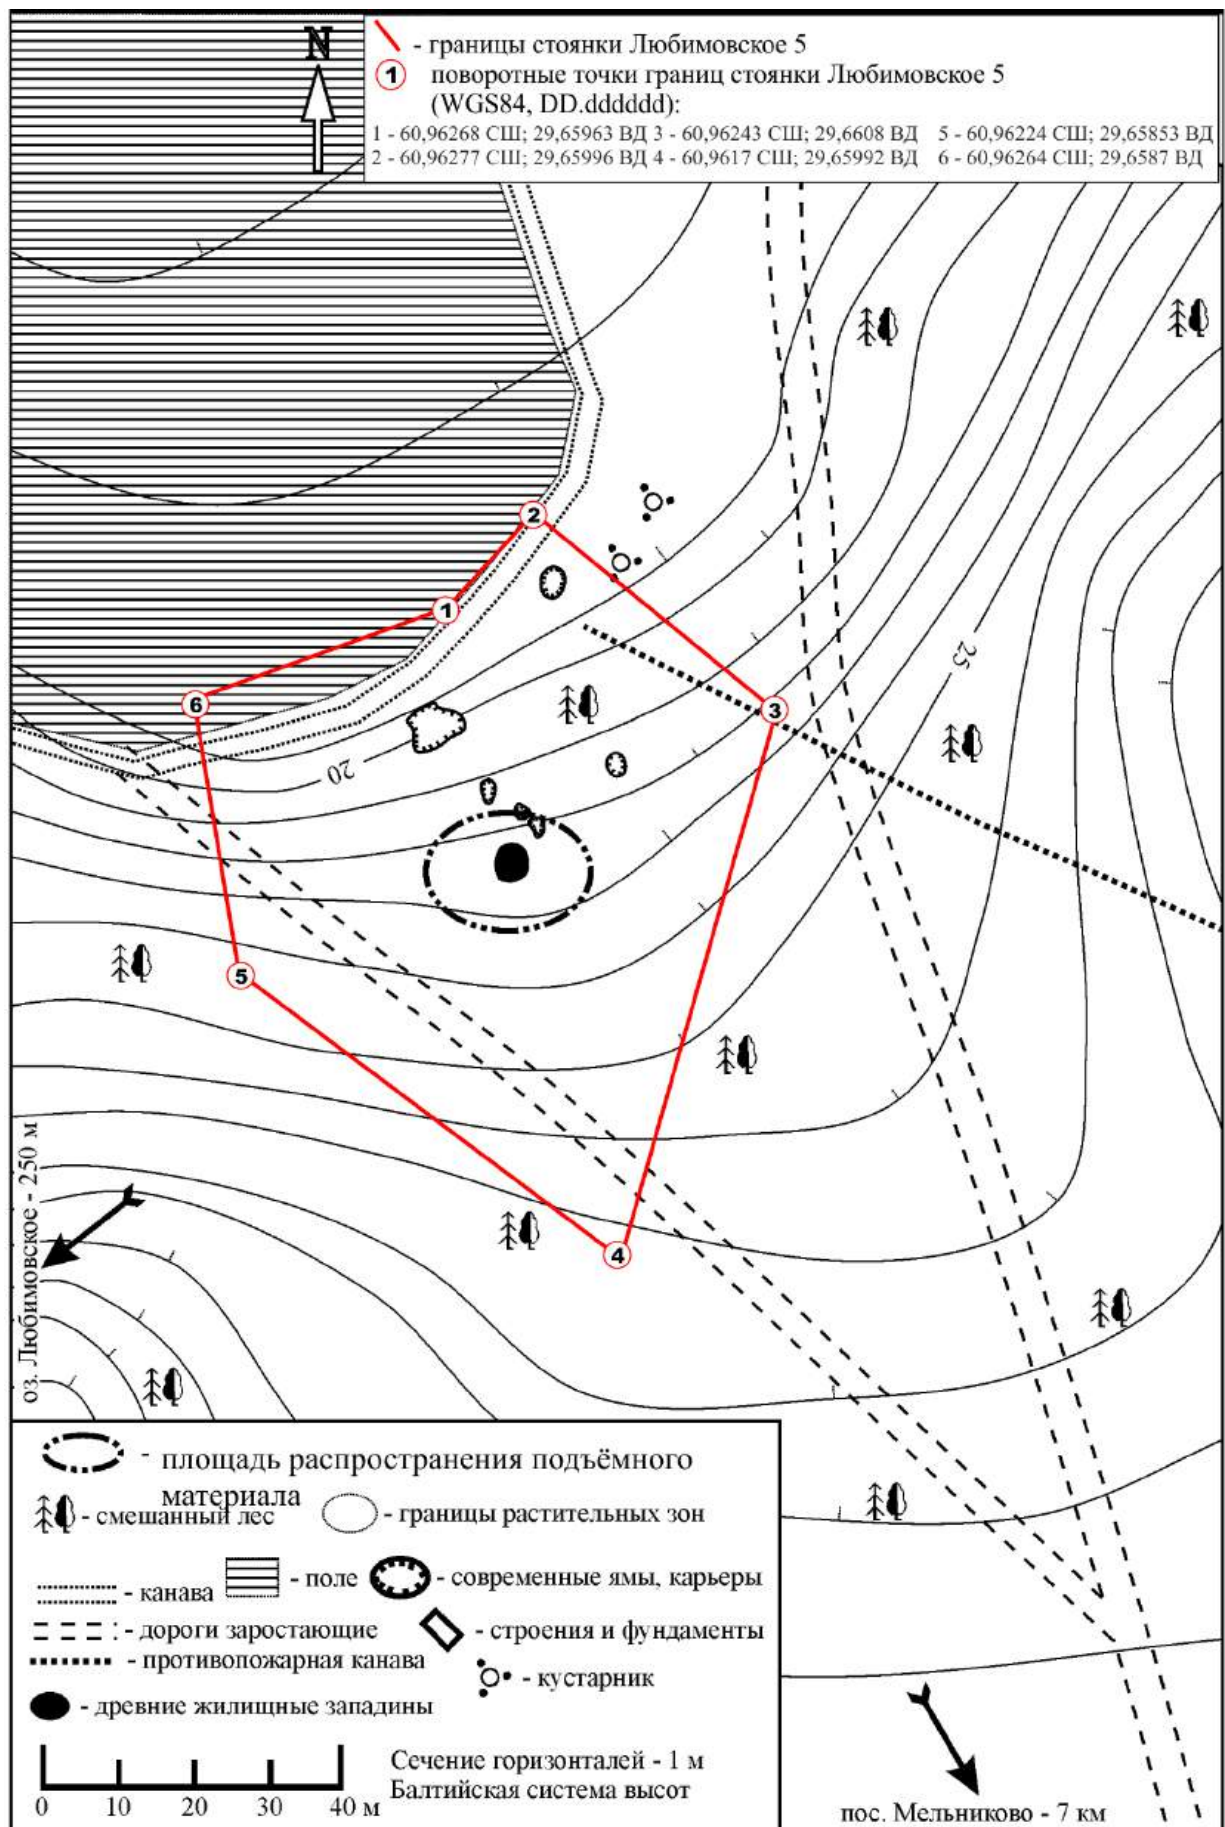 N
- границы стоянки Любимовское 5
1 поворотные точки границ стоянки Любимовское 5
(WGS84, DD.dddddd):
1 - 60,96268 СШ; 29,65963 ВД 3 - 60,96243 СШ; 29,6608 ВД 5 - 60,96224 СШ; 29,65853 ВД
2 - 60,96277 СШ; 29,65996 ВД 4 - 60,9617 СШ; 29,65992 ВД 6 - 60,96264 СШ; 29,6587 ВД
2
1
25
6
3
20
5
4
оз. Любимовское - 250 м
- площадь распространения подъёмного
материала
- смешанный лес
- границы растительных зон
- канава
- поле
- современные ямы, карьеры
- дороги заростающие
- строения и фундаменты
- противопожарная канава
- кустарник
- древние жилищные западины
Сечение горизонталей - 1 м
Балтийская система высот
0 10 20 30 40 м
пос. Мельниково - 7 км